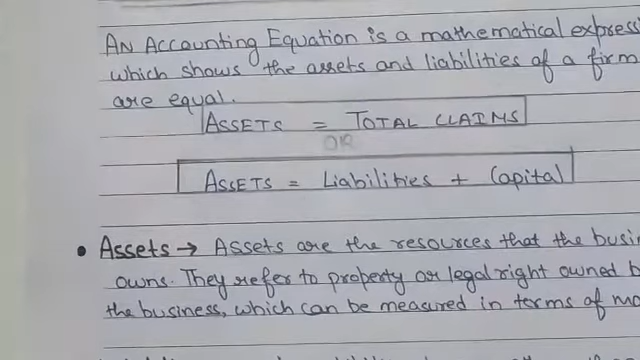 An Accounting Equation is a mathematical
which shows the assets and liabilities of a firm
are equal.
ASSETS = TOTAL CLAIMS
OR
ASSETS = Liabilities + Capital
• Assets → Assets are the resources that the
owns. They refer to property or legal right owned
the business, which can be measured in terms of